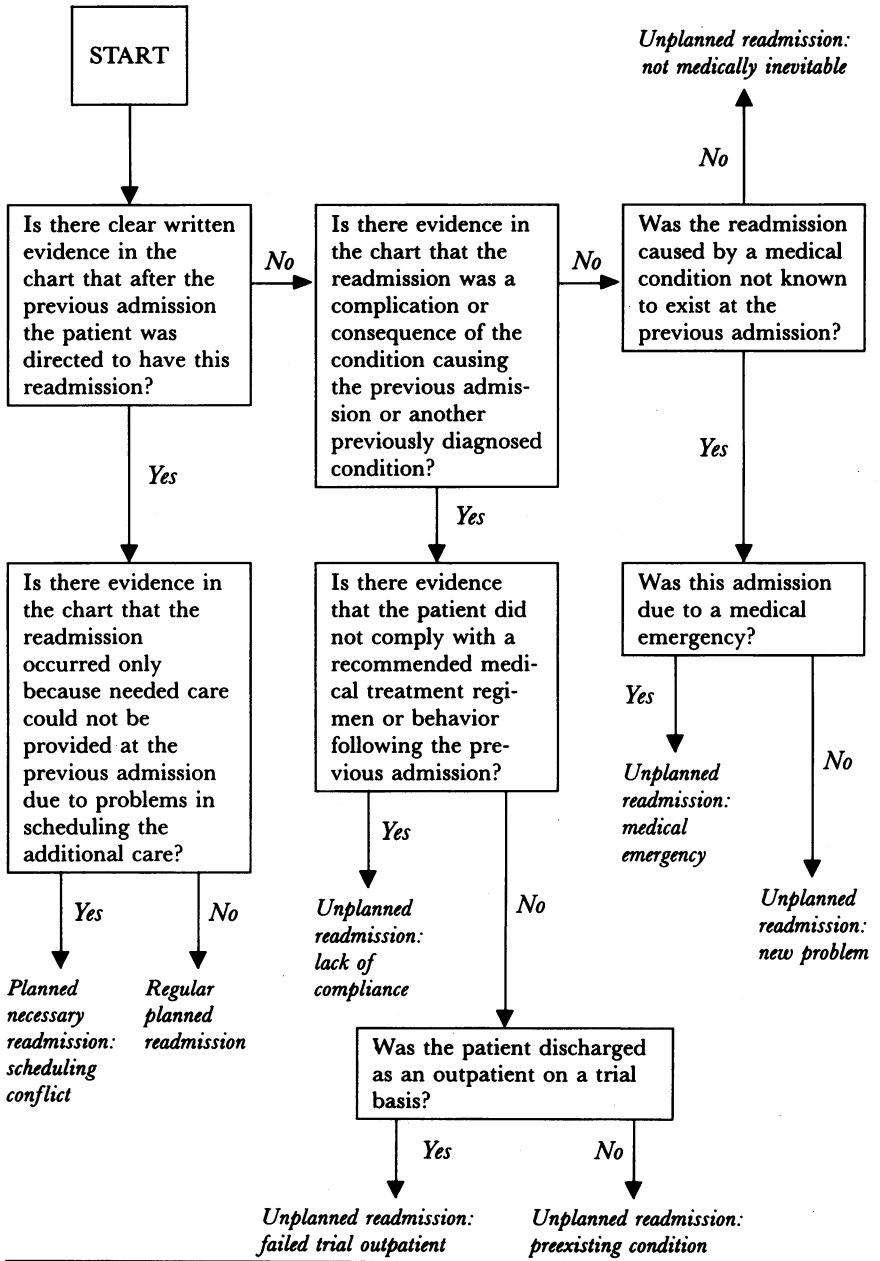 START
Unplanned readmission:
not medically inevitable
No
Is there clear written
evidence in the
chart that after the
previous admission
the patient was
directed to have this
readmission?
No
Is there evidence in
the chart that the
readmission was a
complication or
consequence of the
condition causing
the previous admis-
sion or another
previously diagnosed
condition?
No
Was the readmission
caused by a medical
condition not known
to exist at the
previous admission?
Yes
Yes
Yes
Is there evidence in
the chart that the
readmission
occurred only
because needed care
could not be
provided at the
previous admission
due to problems in
scheduling the
additional care?
Is there evidence
that the patient did
not comply with a
recommended medi-
cal treatment regi-
men or behavior
following the pre-
vious admission?
Was this admission
due to a medical
emergency?
Yes
No
Unplanned
readmission:
medical
emergency
Unplanned
readmission:
new problem
Yes
No
Yes
No
Planned
necessary
readmission:
scheduling
conflict
Regular
planned
readmission
Unplanned
readmission:
lack of
compliance
Was the patient discharged
as an outpatient on a trial
basis?
Yes
No
Unplanned readmission:
failed trial outpatient
Unplanned readmission:
preexisting condition